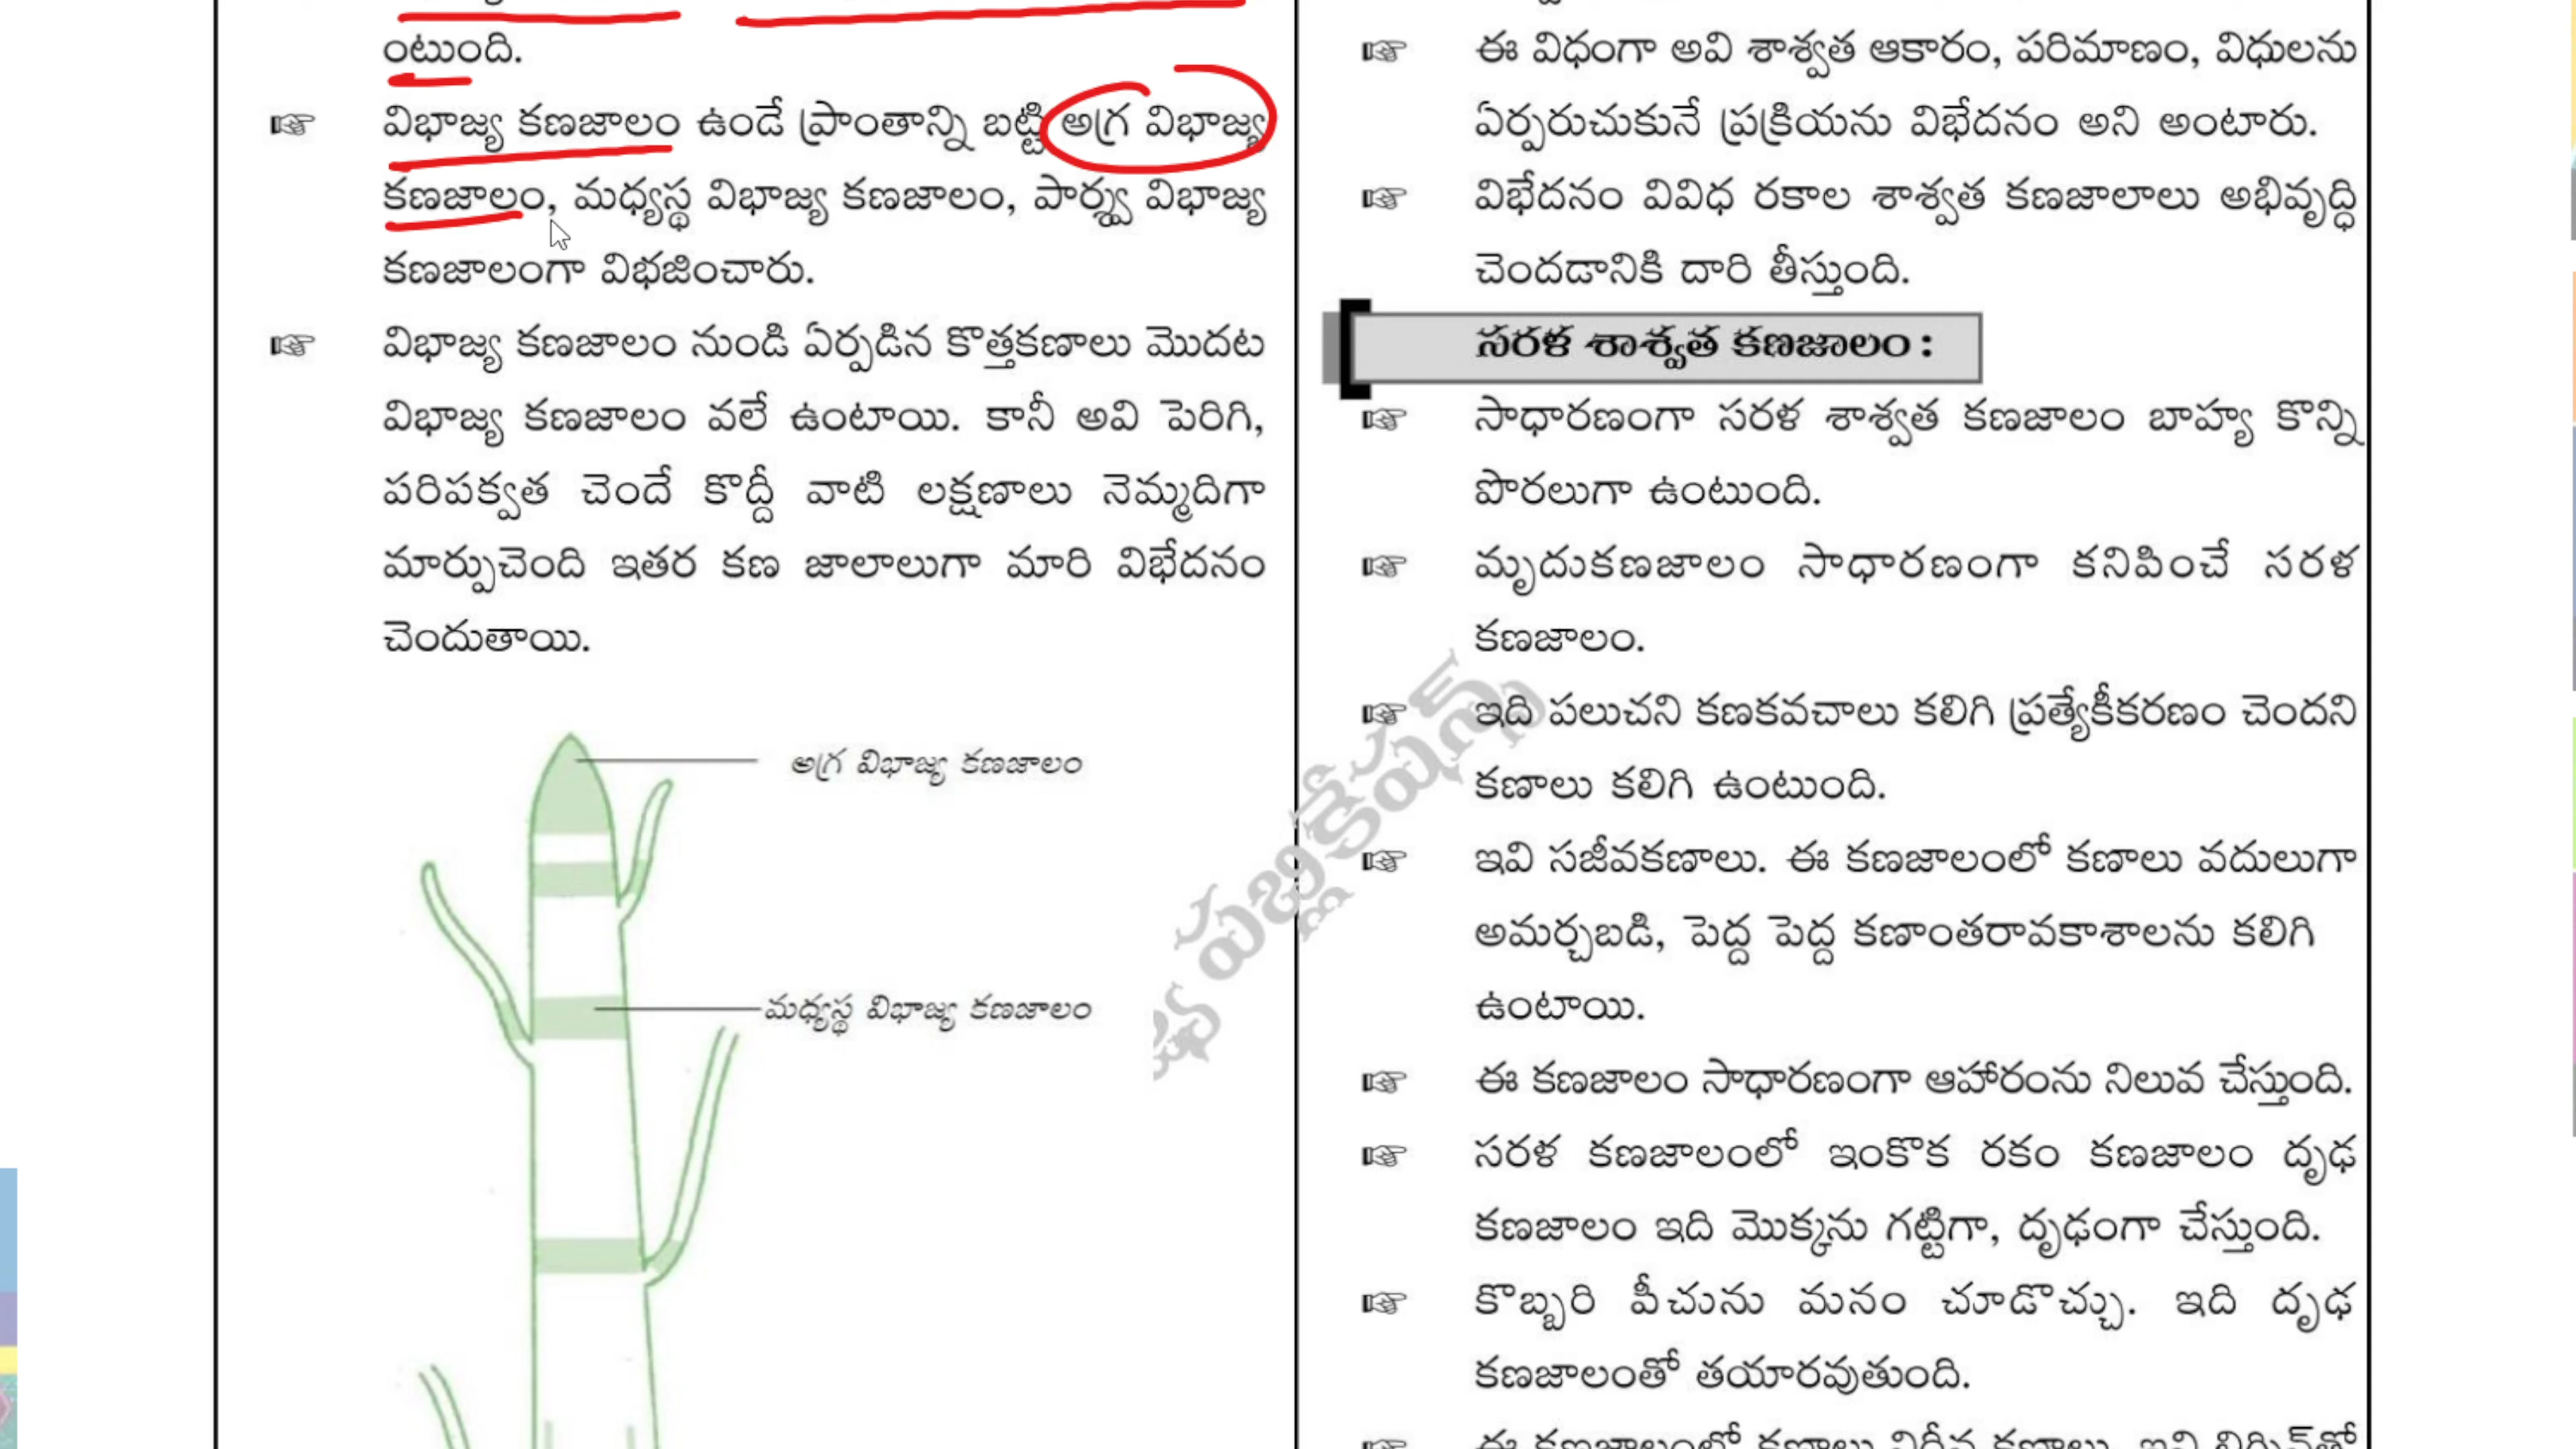 ంటుంది.
విభాజ్య కణజాలం ఉండే ప్రాంతాన్ని బట్టి అగ్ర విభాజ్య
కణజాలం, మధ్యస్థ విభాజ్య కణజాలం, పార్శ్వ విభాజ్య
కణజాలంగా విభజించారు.
విభాజ్య కణజాలం నుండి ఏర్పడిన కొత్తకణాలు మొదట
విభాజ్య కణజాలం వలే ఉంటాయి. కానీ అవి పెరిగి,
పరిపక్వత చెందే కొద్దీ వాటి లక్షణాలు నెమ్మదిగా
మార్పుచెంది ఇతర కణ జాలాలుగా మారి విభేదనం
చెందుతాయి.
అగ్ర విభాజ్య కణజాలం
మధ్యస్థ విభాజ్య కణజాలం
ఈ విధంగా అవి శాశ్వత ఆకారం, పరిమాణం, విధులను
ఏర్పరుచుకునే ప్రక్రియను విభేదనం అని అంటారు.
విభేదనం వివిధ రకాల శాశ్వత కణజాలాలు అభివృద్ధి
చెందడానికి దారి తీస్తుంది.
సరళ శాశ్వత కణజాలం :
సాధారణంగా సరళ శాశ్వత కణజాలం బాహ్య కొన్ని
పొరలుగా ఉంటుంది.
మృదుకణజాలం సాధారణంగా కనిపించే సరళ
కణజాలం.
ఇది పలుచని కణకవచాలు కలిగి ప్రత్యేకీకరణం చెందని
కణాలు కలిగి ఉంటుంది.
ఇవి సజీవకణాలు. ఈ కణజాలంలో కణాలు వదులుగా
అమర్చబడి, పెద్ద పెద్ద కణాంతరావకాశాలను కలిగి
ఉంటాయి.
ఈ కణజాలం సాధారణంగా ఆహారంను నిలువ చేస్తుంది.
సరళ కణజాలంలో ఇంకొక రకం కణజాలం దృఢ
కణజాలం ఇది మొక్కను గట్టిగా, దృఢంగా చేస్తుంది.
కొబ్బరి పీచును మనం చూడొచ్చు. ఇది దృఢ
కణజాలంతో తయారవుతుంది.
పబ్లికేషన్స్